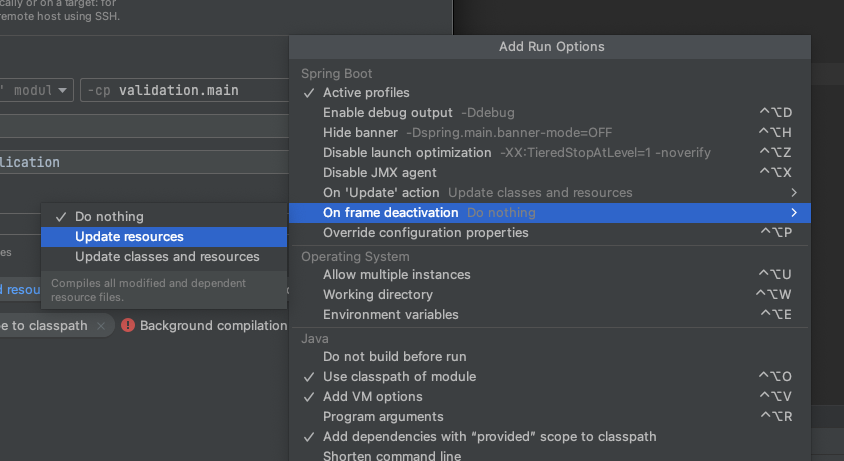 ically or on a target: for
remote host using SSH.
Add Run Options
Spring Boot
' modul
-cp validation.main
Active profiles
Enable debug output -Ddebug ^⌥D
Hide banner -Dspring.main.banner-mode=OFF ^⌥H
Disable launch optimization -XX:TieredStopAtLevel=1 -noverify ^⌥Z
lication
Disable JMX agent ^⌥X
On 'Update' action Update classes and resources
On frame deactivation Do nothing
Override configuration properties ^⌥P
Do nothing
Update resources
Update classes and resources
Compiles all modified and dependent
resource files.
es
d resou
e to classpath
Background compilation
Operating System
Allow multiple instances ^⌥U
Working directory ^⌥W
Environment variables ^⌥E
Java
Do not build before run
Use classpath of module ^⌥O
Add VM options ^⌥V
Program arguments ^⌥R
Add dependencies with “provided” scope to classpath
Shorten command line